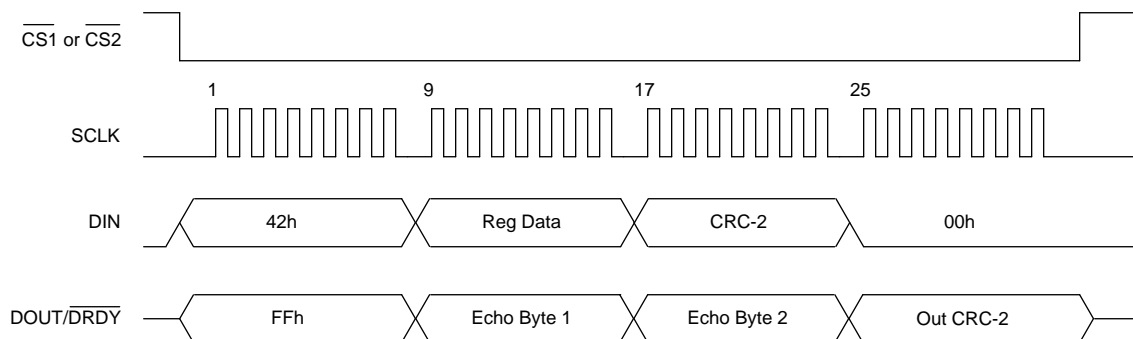 CS1 or CS2
1 9 17 25
SCLK
DIN 42h Reg Data CRC-2 00h
DOUT/DRDY FFh Echo Byte 1 Echo Byte 2 Out CRC-2